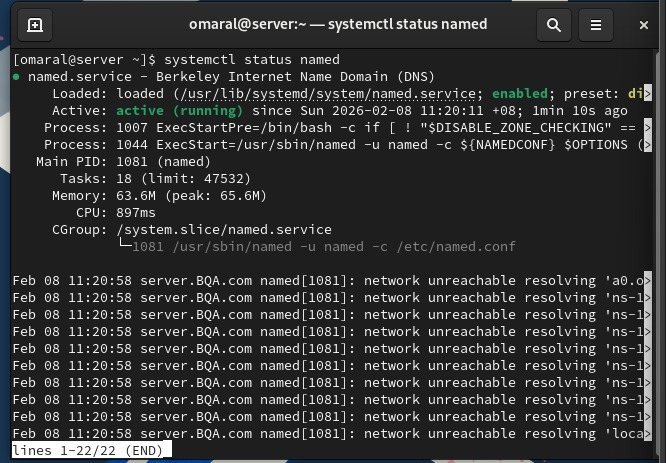 omaral@server:~ — systemctl status named
[omaral@server ~]$ systemctl status named
● named.service - Berkeley Internet Name Domain (DNS)
     Loaded: loaded (/usr/lib/systemd/system/named.service; enabled; preset: di>
     Active: active (running) since Sun 2026-02-08 11:20:11 +08; 1min 10s ago
    Process: 1007 ExecStartPre=/bin/bash -c if [ ! "$DISABLE_ZONE_CHECKING" == >
    Process: 1044 ExecStart=/usr/sbin/named -u named -c ${NAMEDCONF} $OPTIONS (>
   Main PID: 1081 (named)
      Tasks: 18 (limit: 47532)
     Memory: 63.6M (peak: 65.6M)
        CPU: 897ms
     CGroup: /system.slice/named.service
             └─1081 /usr/sbin/named -u named -c /etc/named.conf
Feb 08 11:20:58 server.BQA.com named[1081]: network unreachable resolving 'a0.o>
Feb 08 11:20:58 server.BQA.com named[1081]: network unreachable resolving 'ns-1>
Feb 08 11:20:58 server.BQA.com named[1081]: network unreachable resolving 'ns-1>
Feb 08 11:20:58 server.BQA.com named[1081]: network unreachable resolving 'ns-1>
Feb 08 11:20:58 server.BQA.com named[1081]: network unreachable resolving 'ns-1>
Feb 08 11:20:58 server.BQA.com named[1081]: network unreachable resolving 'ns-1>
Feb 08 11:20:58 server.BQA.com named[1081]: network unreachable resolving 'ns-1>
Feb 08 11:20:58 server.BQA.com named[1081]: network unreachable resolving 'ns-1>
Feb 08 11:20:58 server.BQA.com named[1081]: network unreachable resolving 'ns-1>
Feb 08 11:20:58 server.BQA.com named[1081]: network unreachable resolving 'loca>
lines 1-22/22 (END)